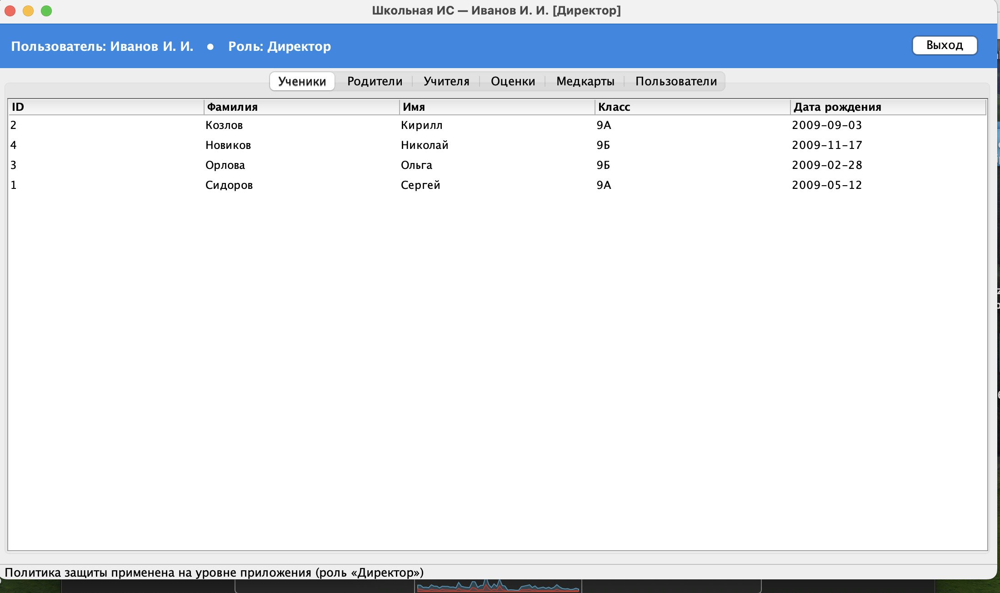 Школьная ИС — Иванов И. И. [Директор]
Пользователь: Иванов И. И. ● Роль: Директор
Выход
Ученики Родители Учителя Оценки Медкарты Пользователи
ID Фамилия Имя Класс Дата рождения
2 Козлов Кирилл 9А 2009-09-03
4 Новиков Николай 9Б 2009-11-17
3 Орлова Ольга 9Б 2009-02-28
1 Сидоров Сергей 9А 2009-05-12
Политика защиты применена на уровне приложения (роль «Директор»)